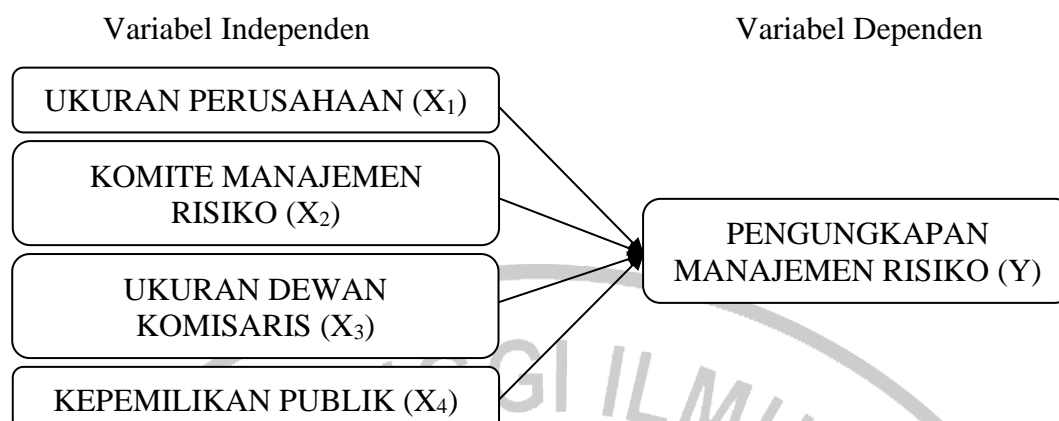 Variabel Independen
Variabel Dependen
UKURAN PERUSAHAAN (X₁)
KOMITE MANAJEMEN
RISIKO (X₂)
UKURAN DEWAN
KOMISARIS (X₃)
KEPEMILIKAN PUBLIK (X₄)
PENGUNGKAPAN
MANAJEMEN RISIKO (Y)